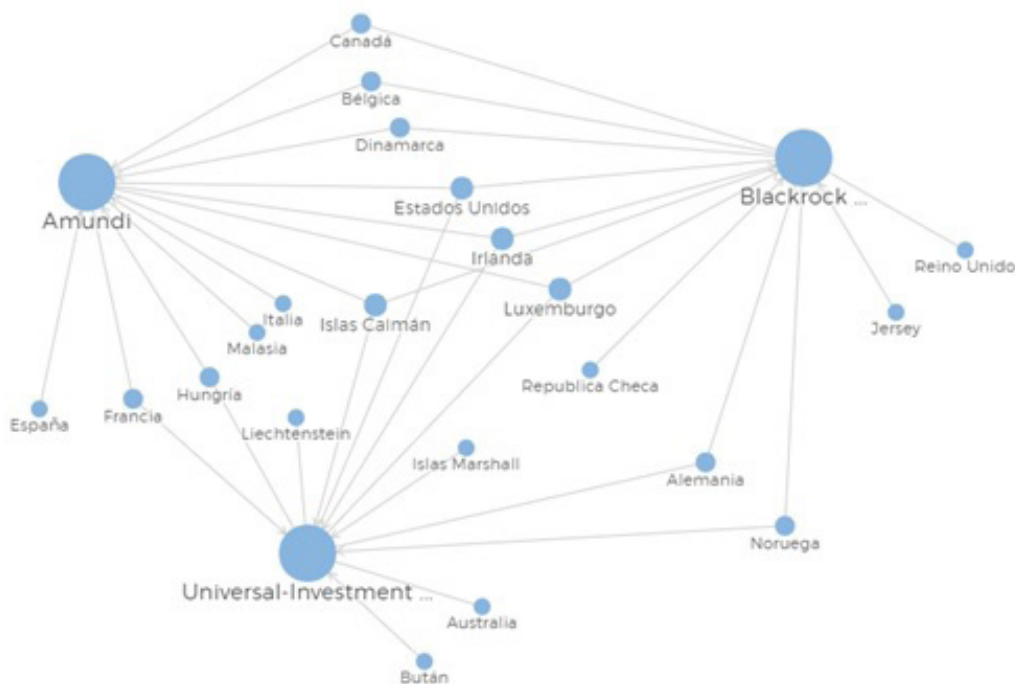 Canadá
Bélgica
Dinamarca
Blackrock ...
Estados Unidos
Amundi
Irlanda
Reino Unido
Luxemburgo
Italia
Islas Calmán
Jersey
Malasia
Republica Checa
Hungría
Francia
España
Liechtenstein
Islas Marshall
Alemania
Noruega
Universal-Investment ...
Australia
Bután